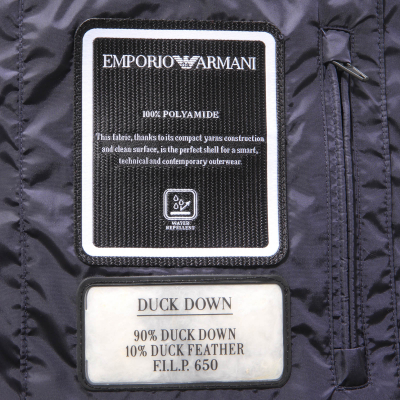 EMPORIO ARMANI
100% POLYAMIDE
This fabric, thanks to its compact yarns construction
and clean surface, is the perfect shell for a smart,
technical and contemporary outerwear.
WATER
REPELLENT
DUCK DOWN
90% DUCK DOWN
10% DUCK FEATHER
F.I.L.P. 650